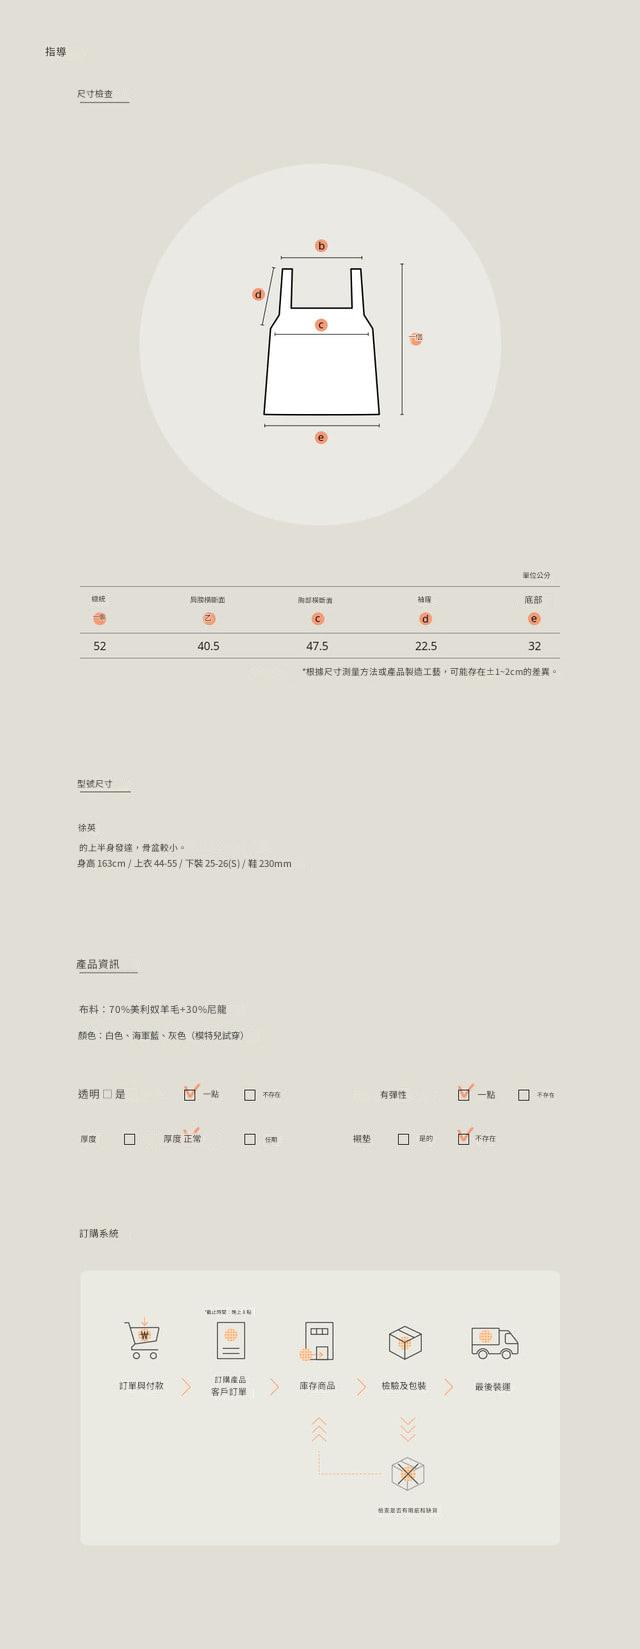 指導
尺寸檢查
b
d
c
一個
e
單位公分
總統 肩膀橫斷面 胸部橫斷面 袖窿 底部
一個 乙 c d e
52 40.5 47.5 22.5 32
*根據尺寸測量方法或產品製造工藝，可能存在±1~2cm的差異。
型號尺寸
徐英
的上半身發達，骨盆較小。
身高 163cm / 上衣 44-55 / 下裝 25-26(S) / 鞋 230mm
產品資訊
布料：70%美利奴羊毛+30%尼龍
顏色：白色、海軍藍、灰色（模特兒試穿）
透明 □ 是 一點 不存在 有彈性 一點 不存在
厚度 厚度 正常 任期 襯墊 是的 不存在
訂購系統
*截止時間：晚上
₩
訂單與付款
訂購產品
客戶訂單
庫存商品
檢驗及包裝
最後裝運
檢查是否有瑕疵和缺貨